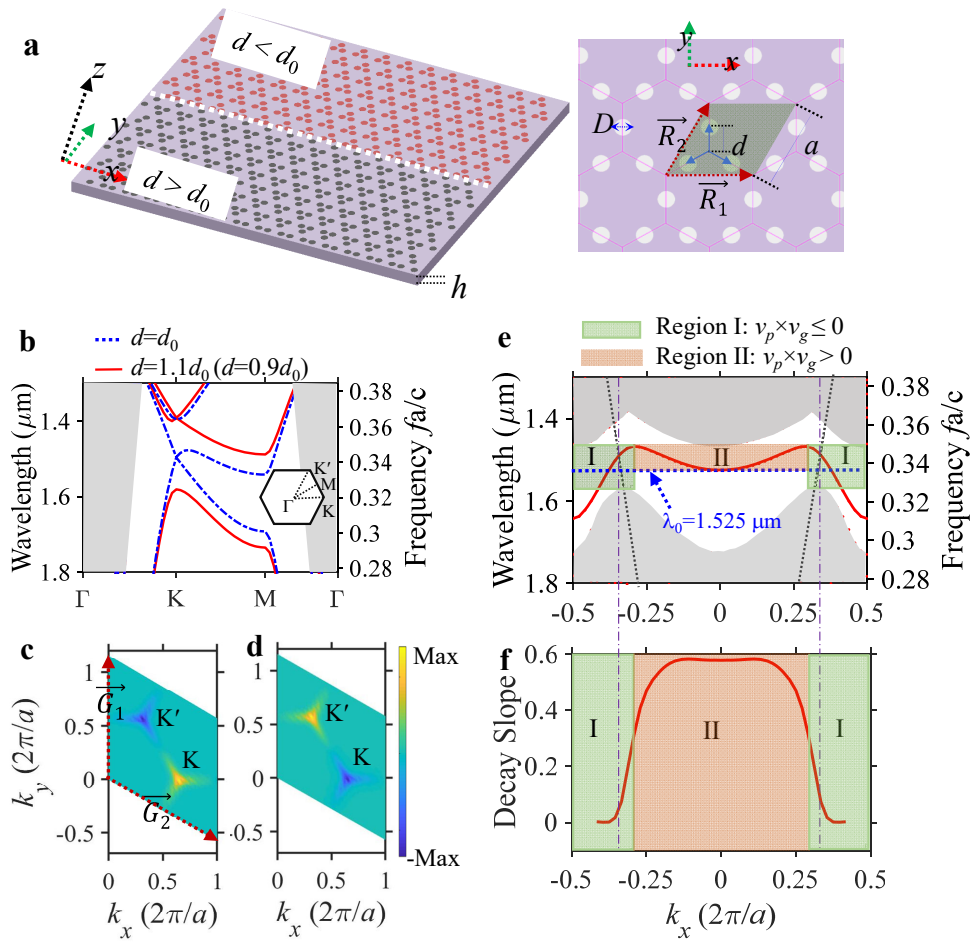 a
d < d0
d > d0
z
y
x
h
y
x
D
R2
d
a
R1
b
d=d0
d=1.1d0 (d=0.9d0)
Wavelength (μm)
1.4
1.6
1.8
Γ K M Γ
K′
M
Γ
K
0.38
0.36
0.34
0.32
0.3
0.28
Frequency fa/c
e
Region I: vp×vg ≤ 0
Region II: vp×vg > 0
Wavelength (μm)
1.4
1.6
1.8
I II I
λ0=1.525 μm
-0.5 -0.25 0 0.25 0.5
0.38
0.36
0.34
0.32
0.3
0.28
Frequency fa/c
c
ky (2π/a)
1
0.5
0
-0.5
G1
K′
K
G2
0 0.5 1
kx (2π/a)
d
1
0.5
0
-0.5
K′
K
0 0.5 1
kx (2π/a)
Max
-Max
f
Decay Slope
0.6
0.4
0.2
0
I II I
-0.5 -0.25 0 0.25 0.5
kx (2π/a)